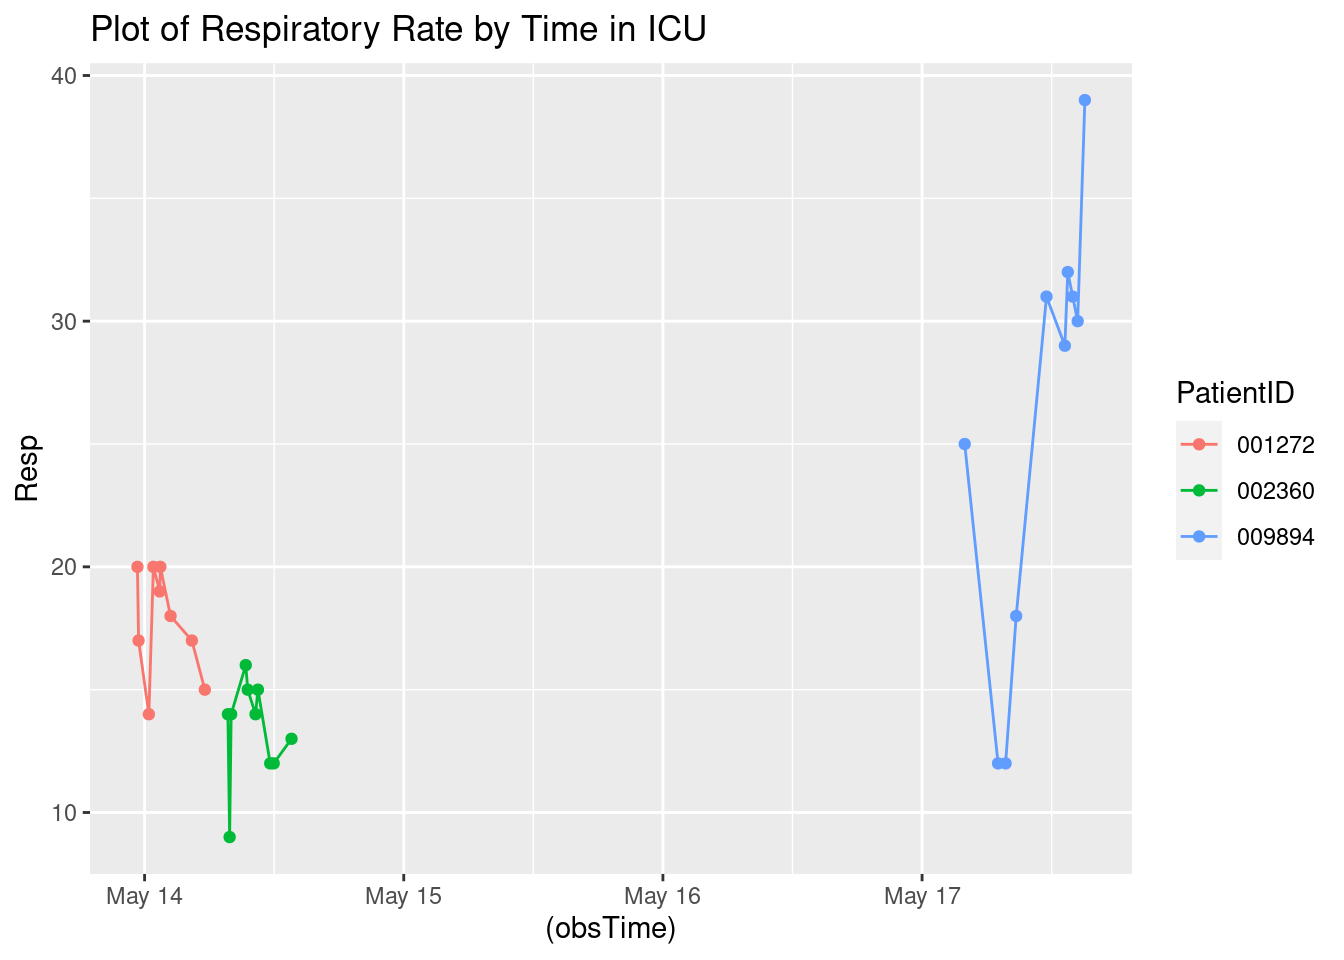 Plot of Respiratory Rate by Time in ICU
40
30
20
10
Resp
May 14
May 15
May 16
May 17
(obsTime)
PatientID
001272
002360
009894